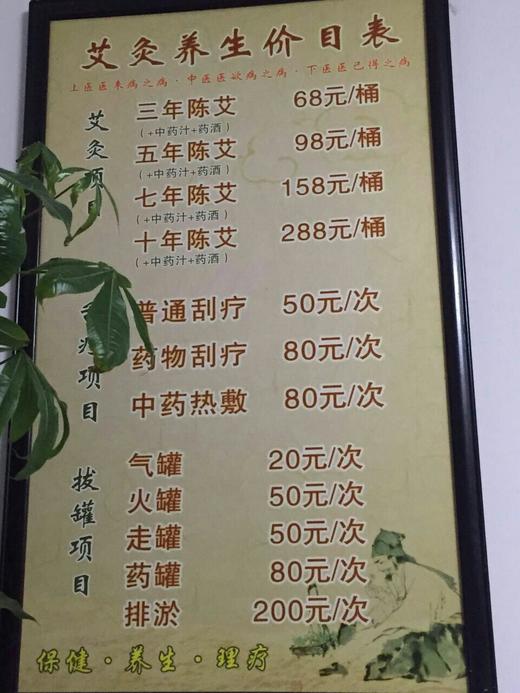 艾灸养生价目表
上医医未病之病·中医医欲病之病·下医医已得之病
艾灸项目
三年陈艾 68元/桶
(+中药汁+药酒)
五年陈艾 98元/桶
(+中药汁+药酒)
七年陈艾 158元/桶
(+中药汁+药酒)
十年陈艾 288元/桶
(+中药汁+药酒)
疗项目
普通刮疗 50元/次
药物刮疗 80元/次
中药热敷 80元/次
拔罐项目
气罐 20元/次
火罐 50元/次
走罐 50元/次
药罐 80元/次
排淤 200元/次
保健·养生·理疗